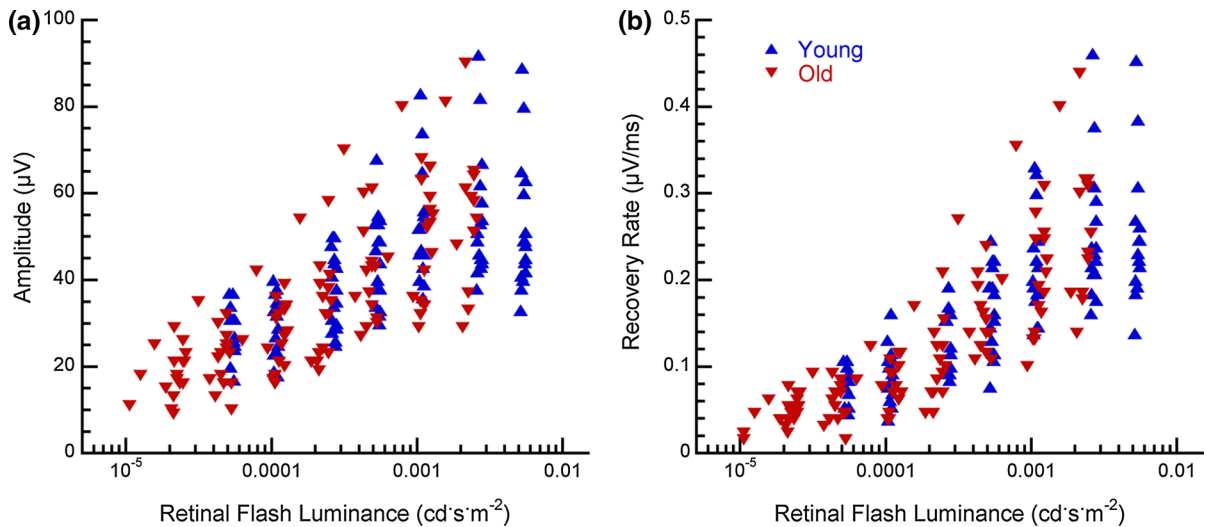 (a)
100
80
60
40
20
0
Amplitude (µV)
10-5
0.0001
0.001
0.01
Retinal Flash Luminance (cd·s·m-2)
(b)
0.5
0.4
0.3
0.2
0.1
0
Recovery Rate (µV/ms)
Young
Old
10-5
0.0001
0.001
0.01
Retinal Flash Luminance (cd·s·m-2)